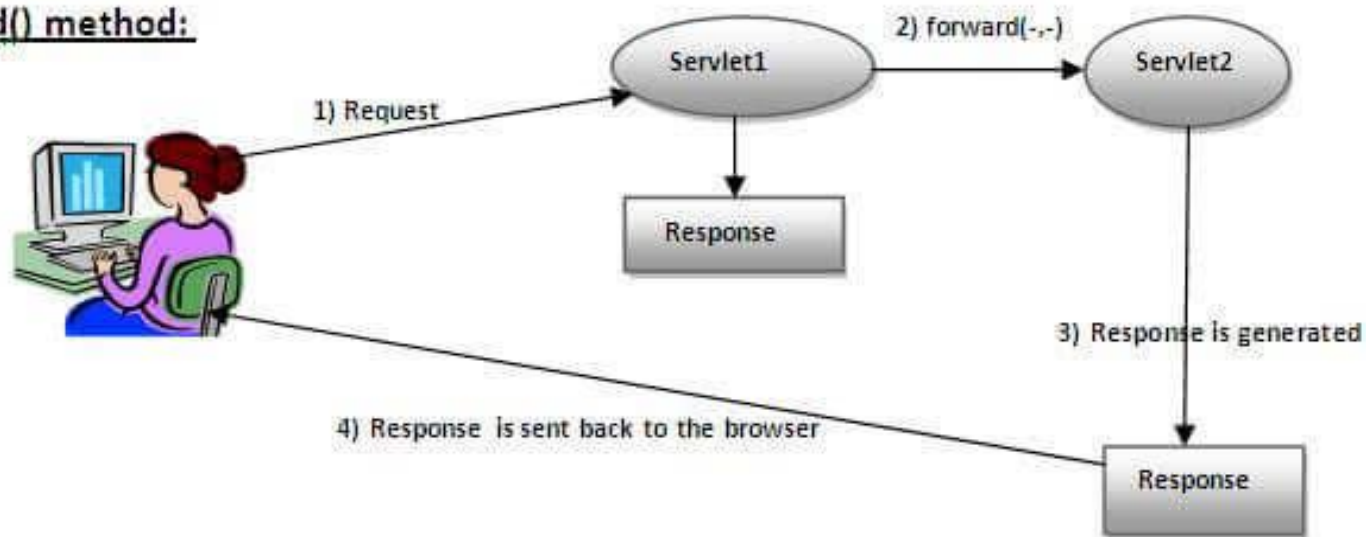 d() method:
1) Request
Servlet1
2) forward(-,-)
Servlet2
Response
3) Response is generated
4) Response is sent back to the browser
Response